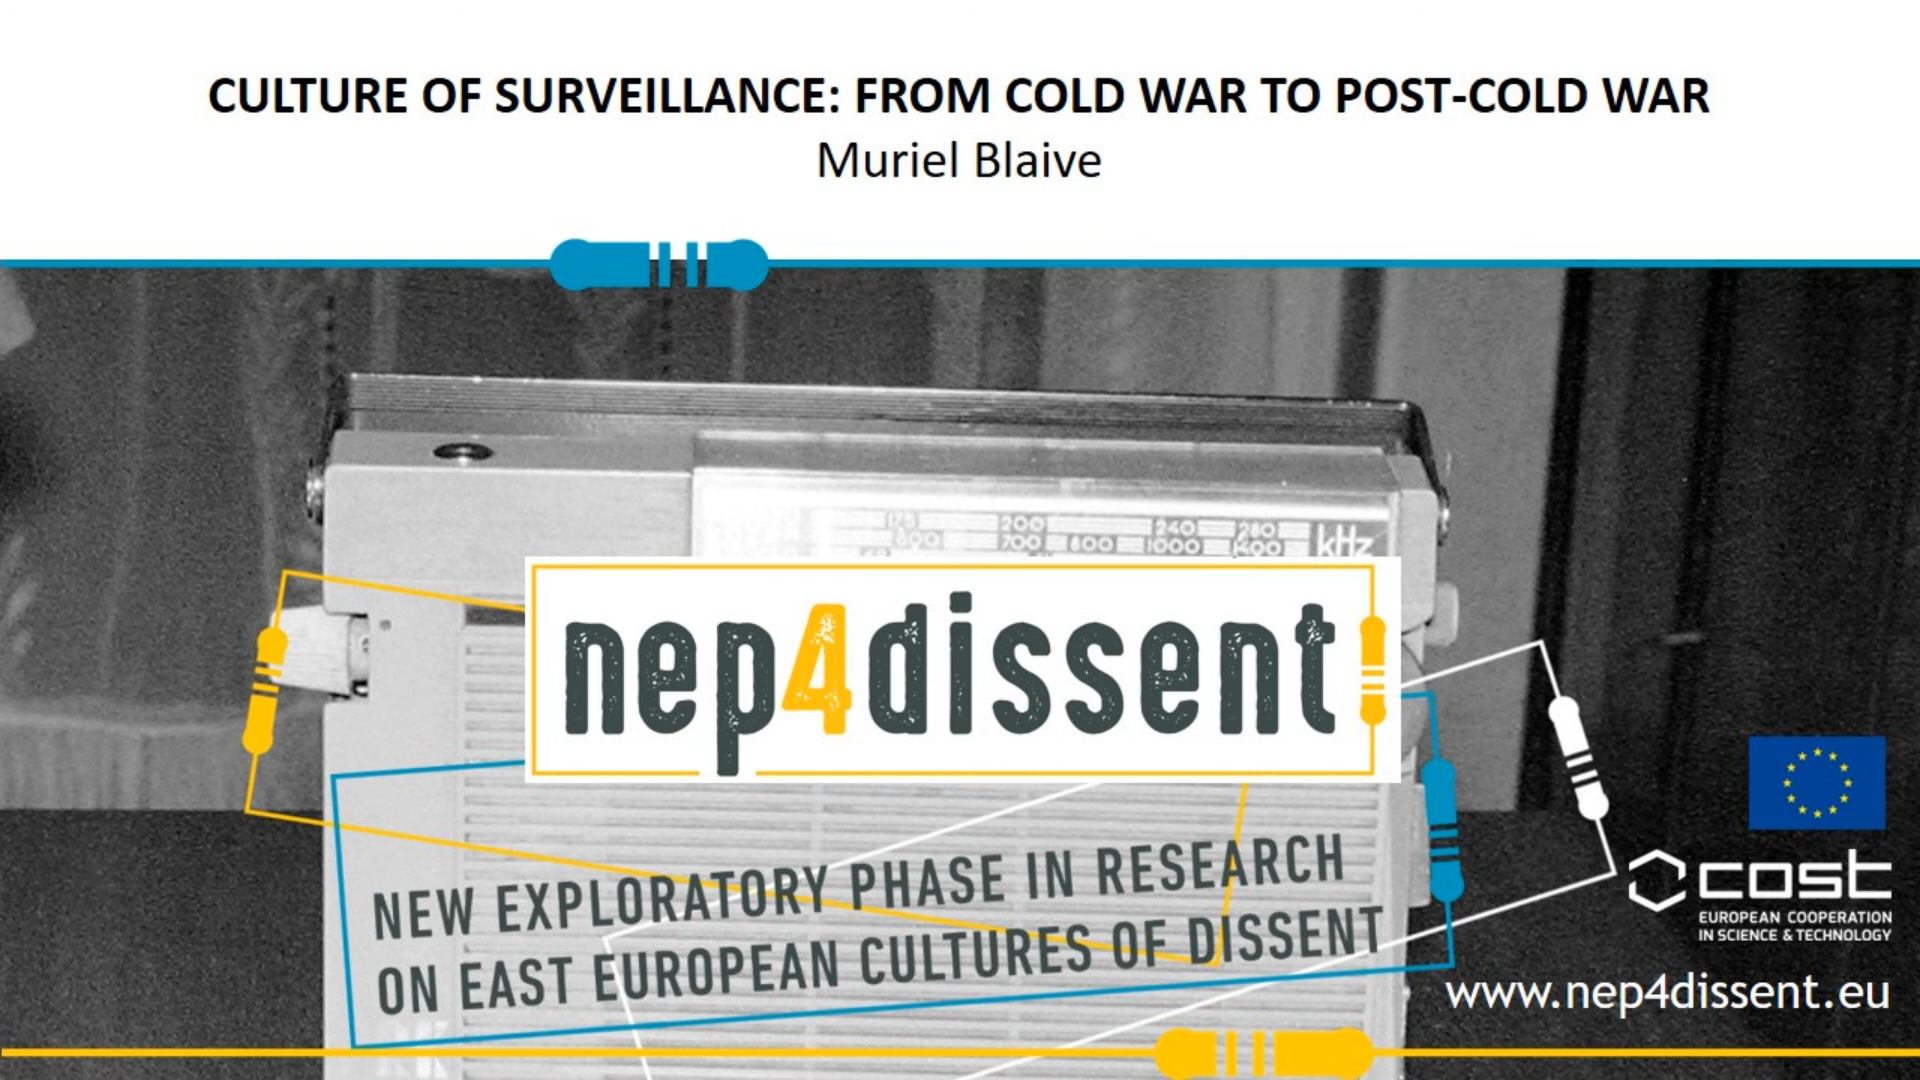 CULTURE OF SURVEILLANCE: FROM COLD WAR TO POST-COLD WAR
Muriel Blaive
200 240 280 kHz
700 800 1000 1400
nep4dissent
NEW EXPLORATORY PHASE IN RESEARCH
ON EAST EUROPEAN CULTURES OF DISSENT
cost
EUROPEAN COOPERATION
IN SCIENCE & TECHNOLOGY
www.nep4dissent.eu